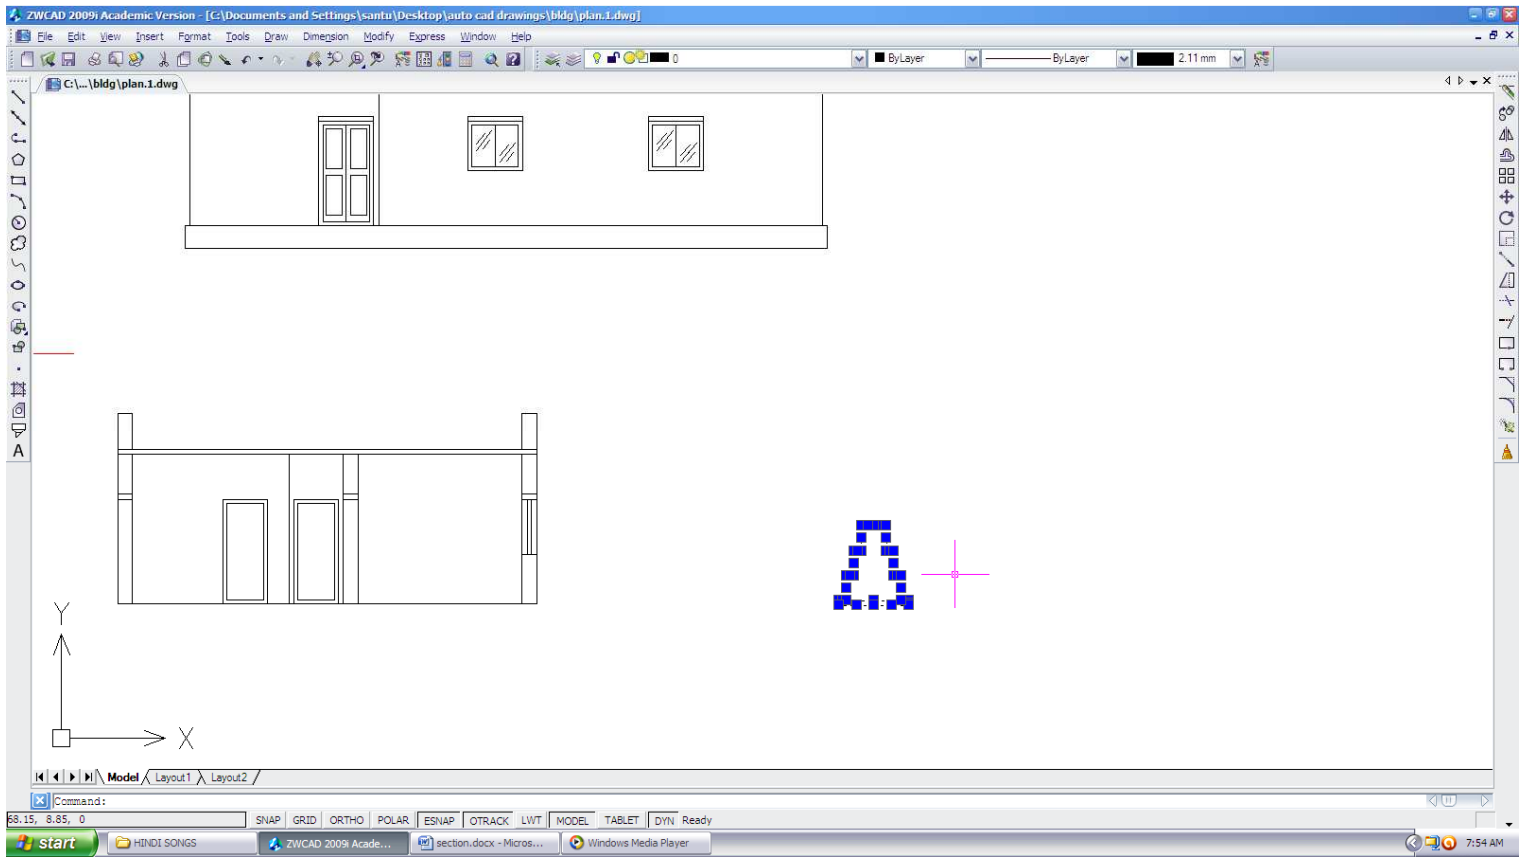 ZWCAD 2009i Academic Version - [C:\Documents and Settings\santu\Desktop\auto cad drawings\bldg\plan.1.dwg]
File Edit View Insert Format Tools Draw Dimension Modify Express Window Help
0 ByLayer ByLayer 2.11 mm
C:\...\bldg\plan.1.dwg
A
Y
X
Model Layout1 Layout2
Command:
68.15, 8.85, 0 SNAP GRID ORTHO POLAR ESNAP OTRACK LWT MODEL TABLET DYN Ready
start HINDI SONGS ZWCAD 2009i Acade... section.docx - Micros... Windows Media Player 7:54 AM